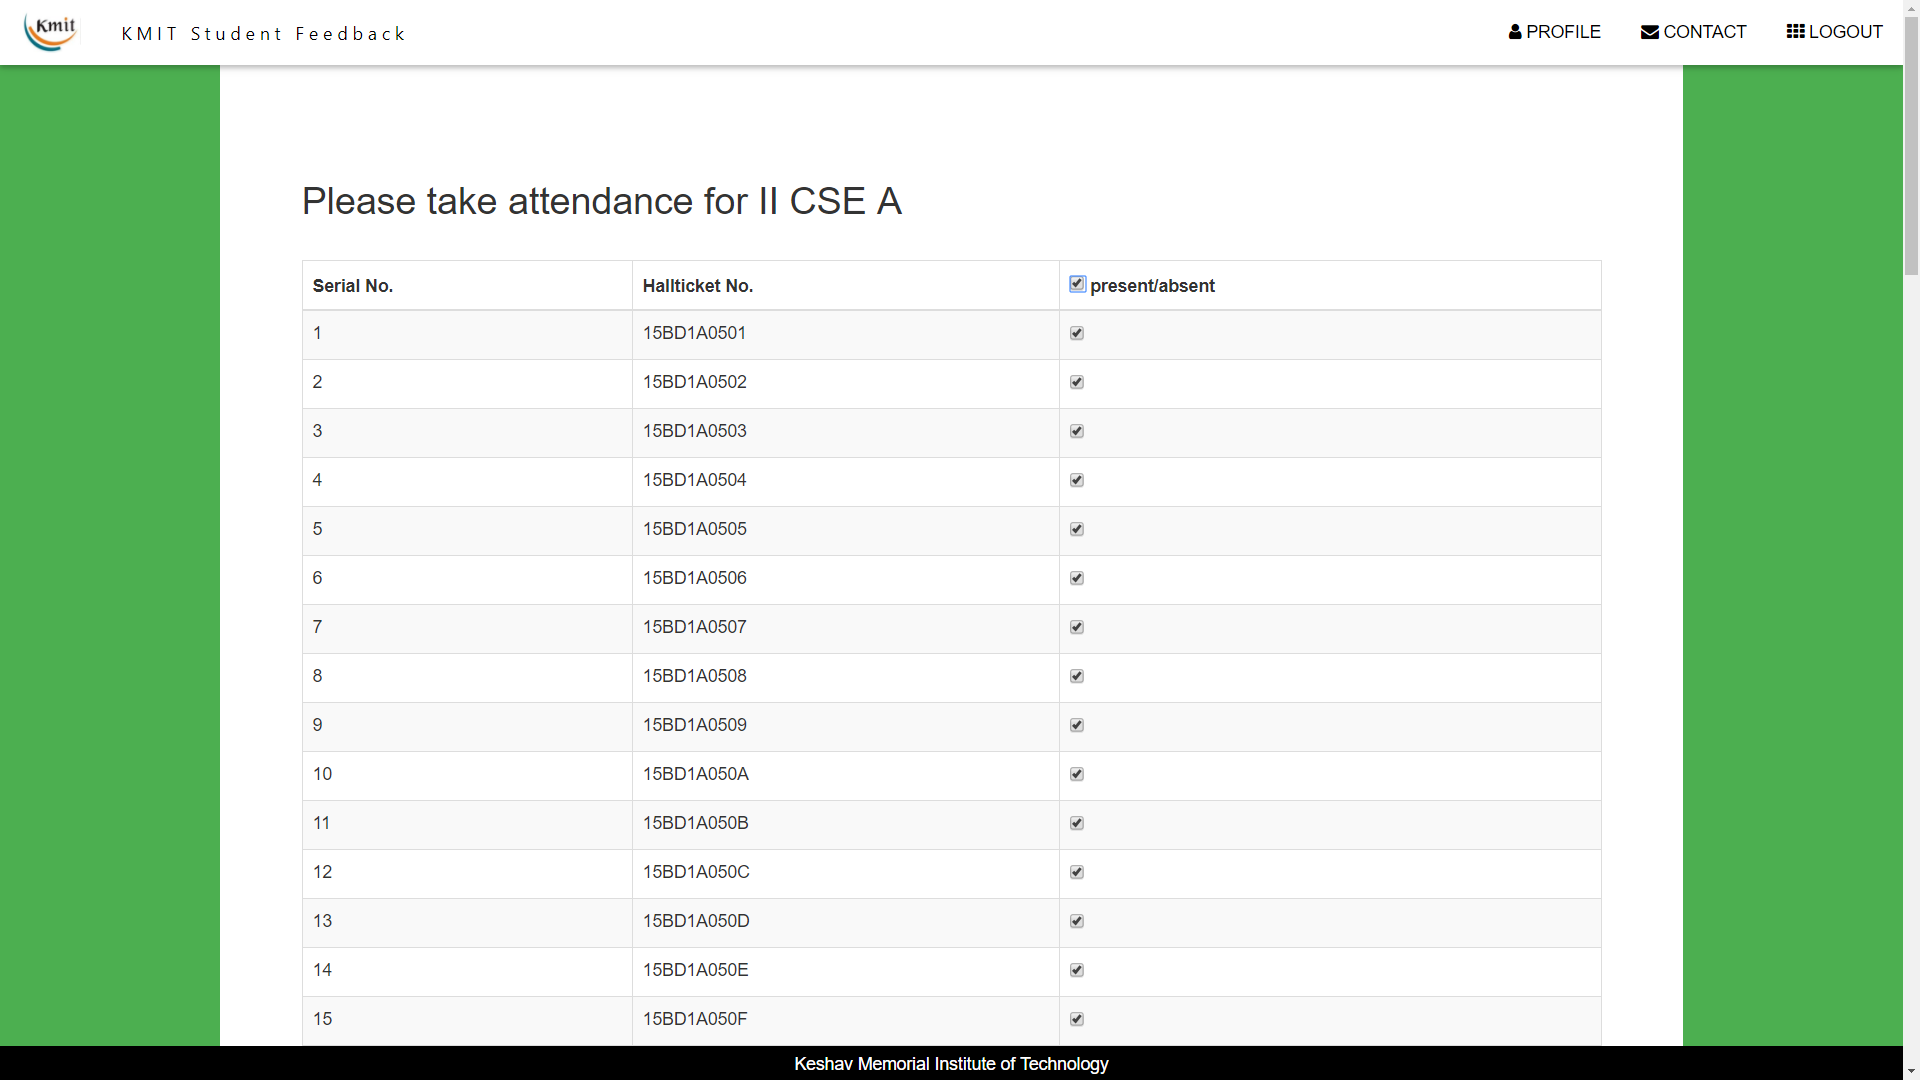 Kmit
KMIT Student Feedback
PROFILE CONTACT LOGOUT
Please take attendance for II CSE A
Serial No. Hallticket No. present/absent
1 15BD1A0501
2 15BD1A0502
3 15BD1A0503
4 15BD1A0504
5 15BD1A0505
6 15BD1A0506
7 15BD1A0507
8 15BD1A0508
9 15BD1A0509
10 15BD1A050A
11 15BD1A050B
12 15BD1A050C
13 15BD1A050D
14 15BD1A050E
15 15BD1A050F
Keshav Memorial Institute of Technology